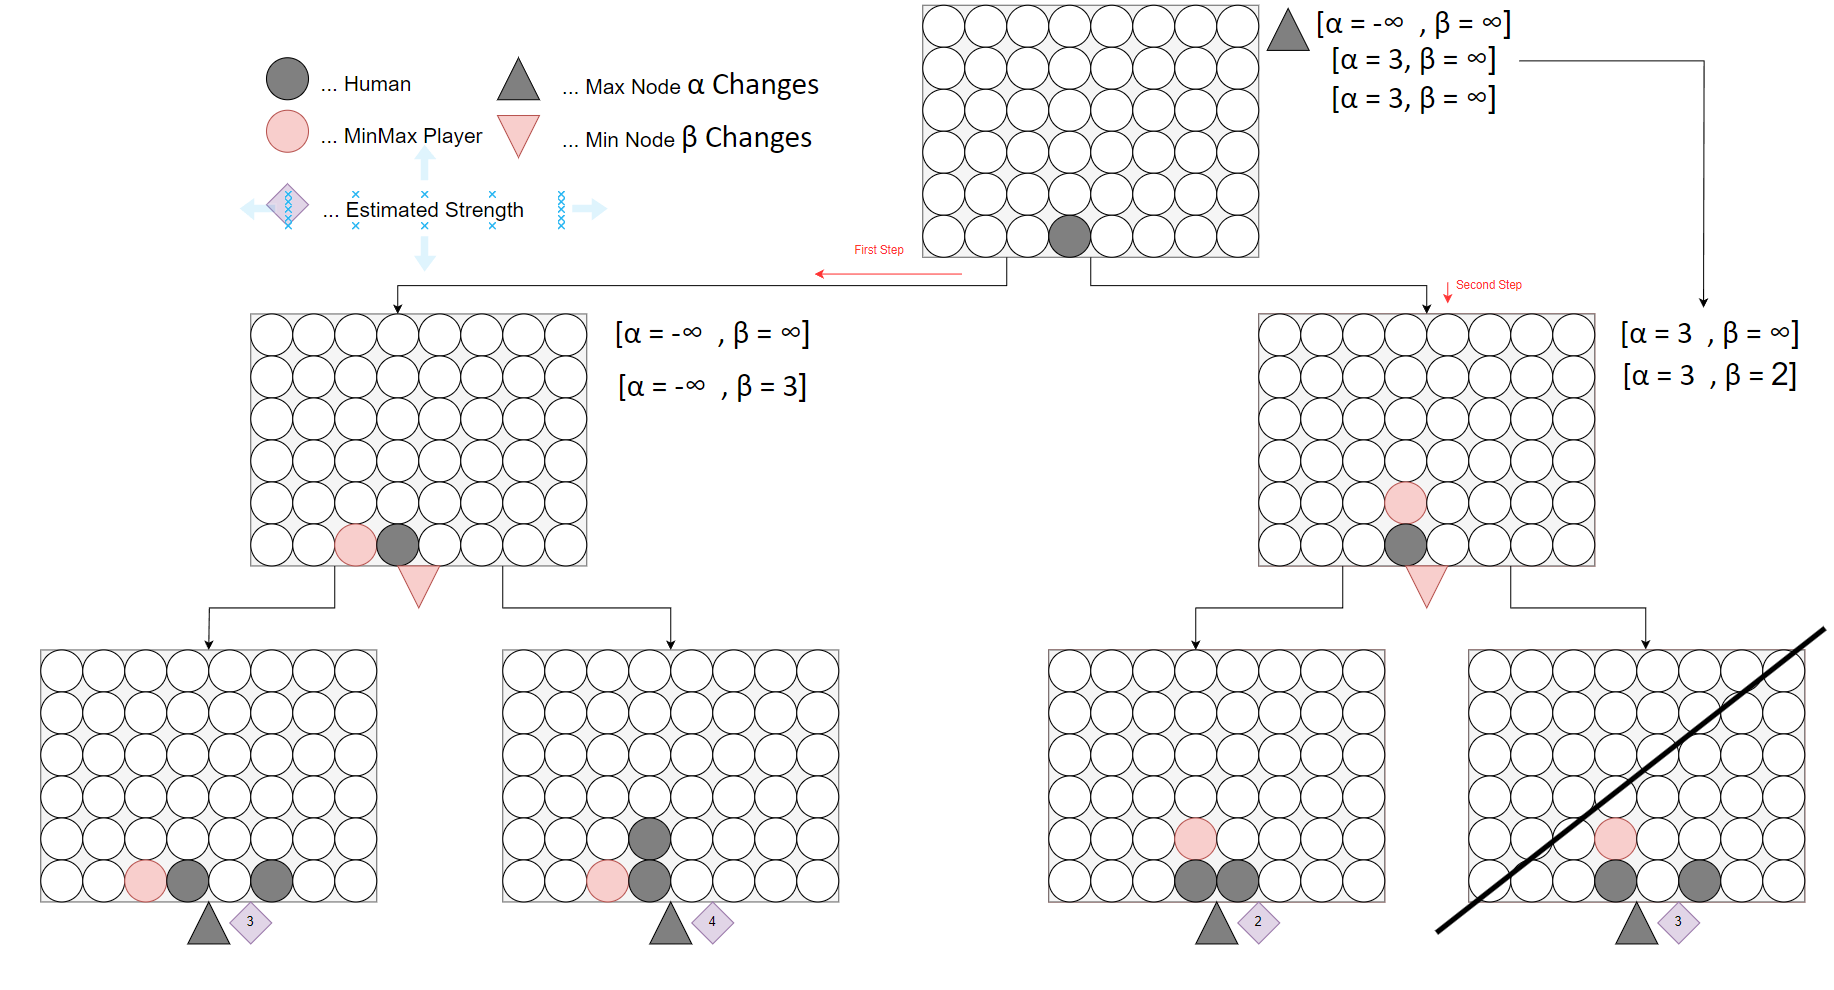 [α = -∞ , β = ∞]
[α = 3, β = ∞]
[α = 3, β = ∞]
... Human
... Max Node α Changes
... MinMax Player
... Min Node β Changes
... Estimated Strength
First Step
Second Step
[α = -∞ , β = ∞]
[α = -∞ , β = 3]
[α = 3 , β = ∞]
[α = 3 , β = 2]
3
4
2
3